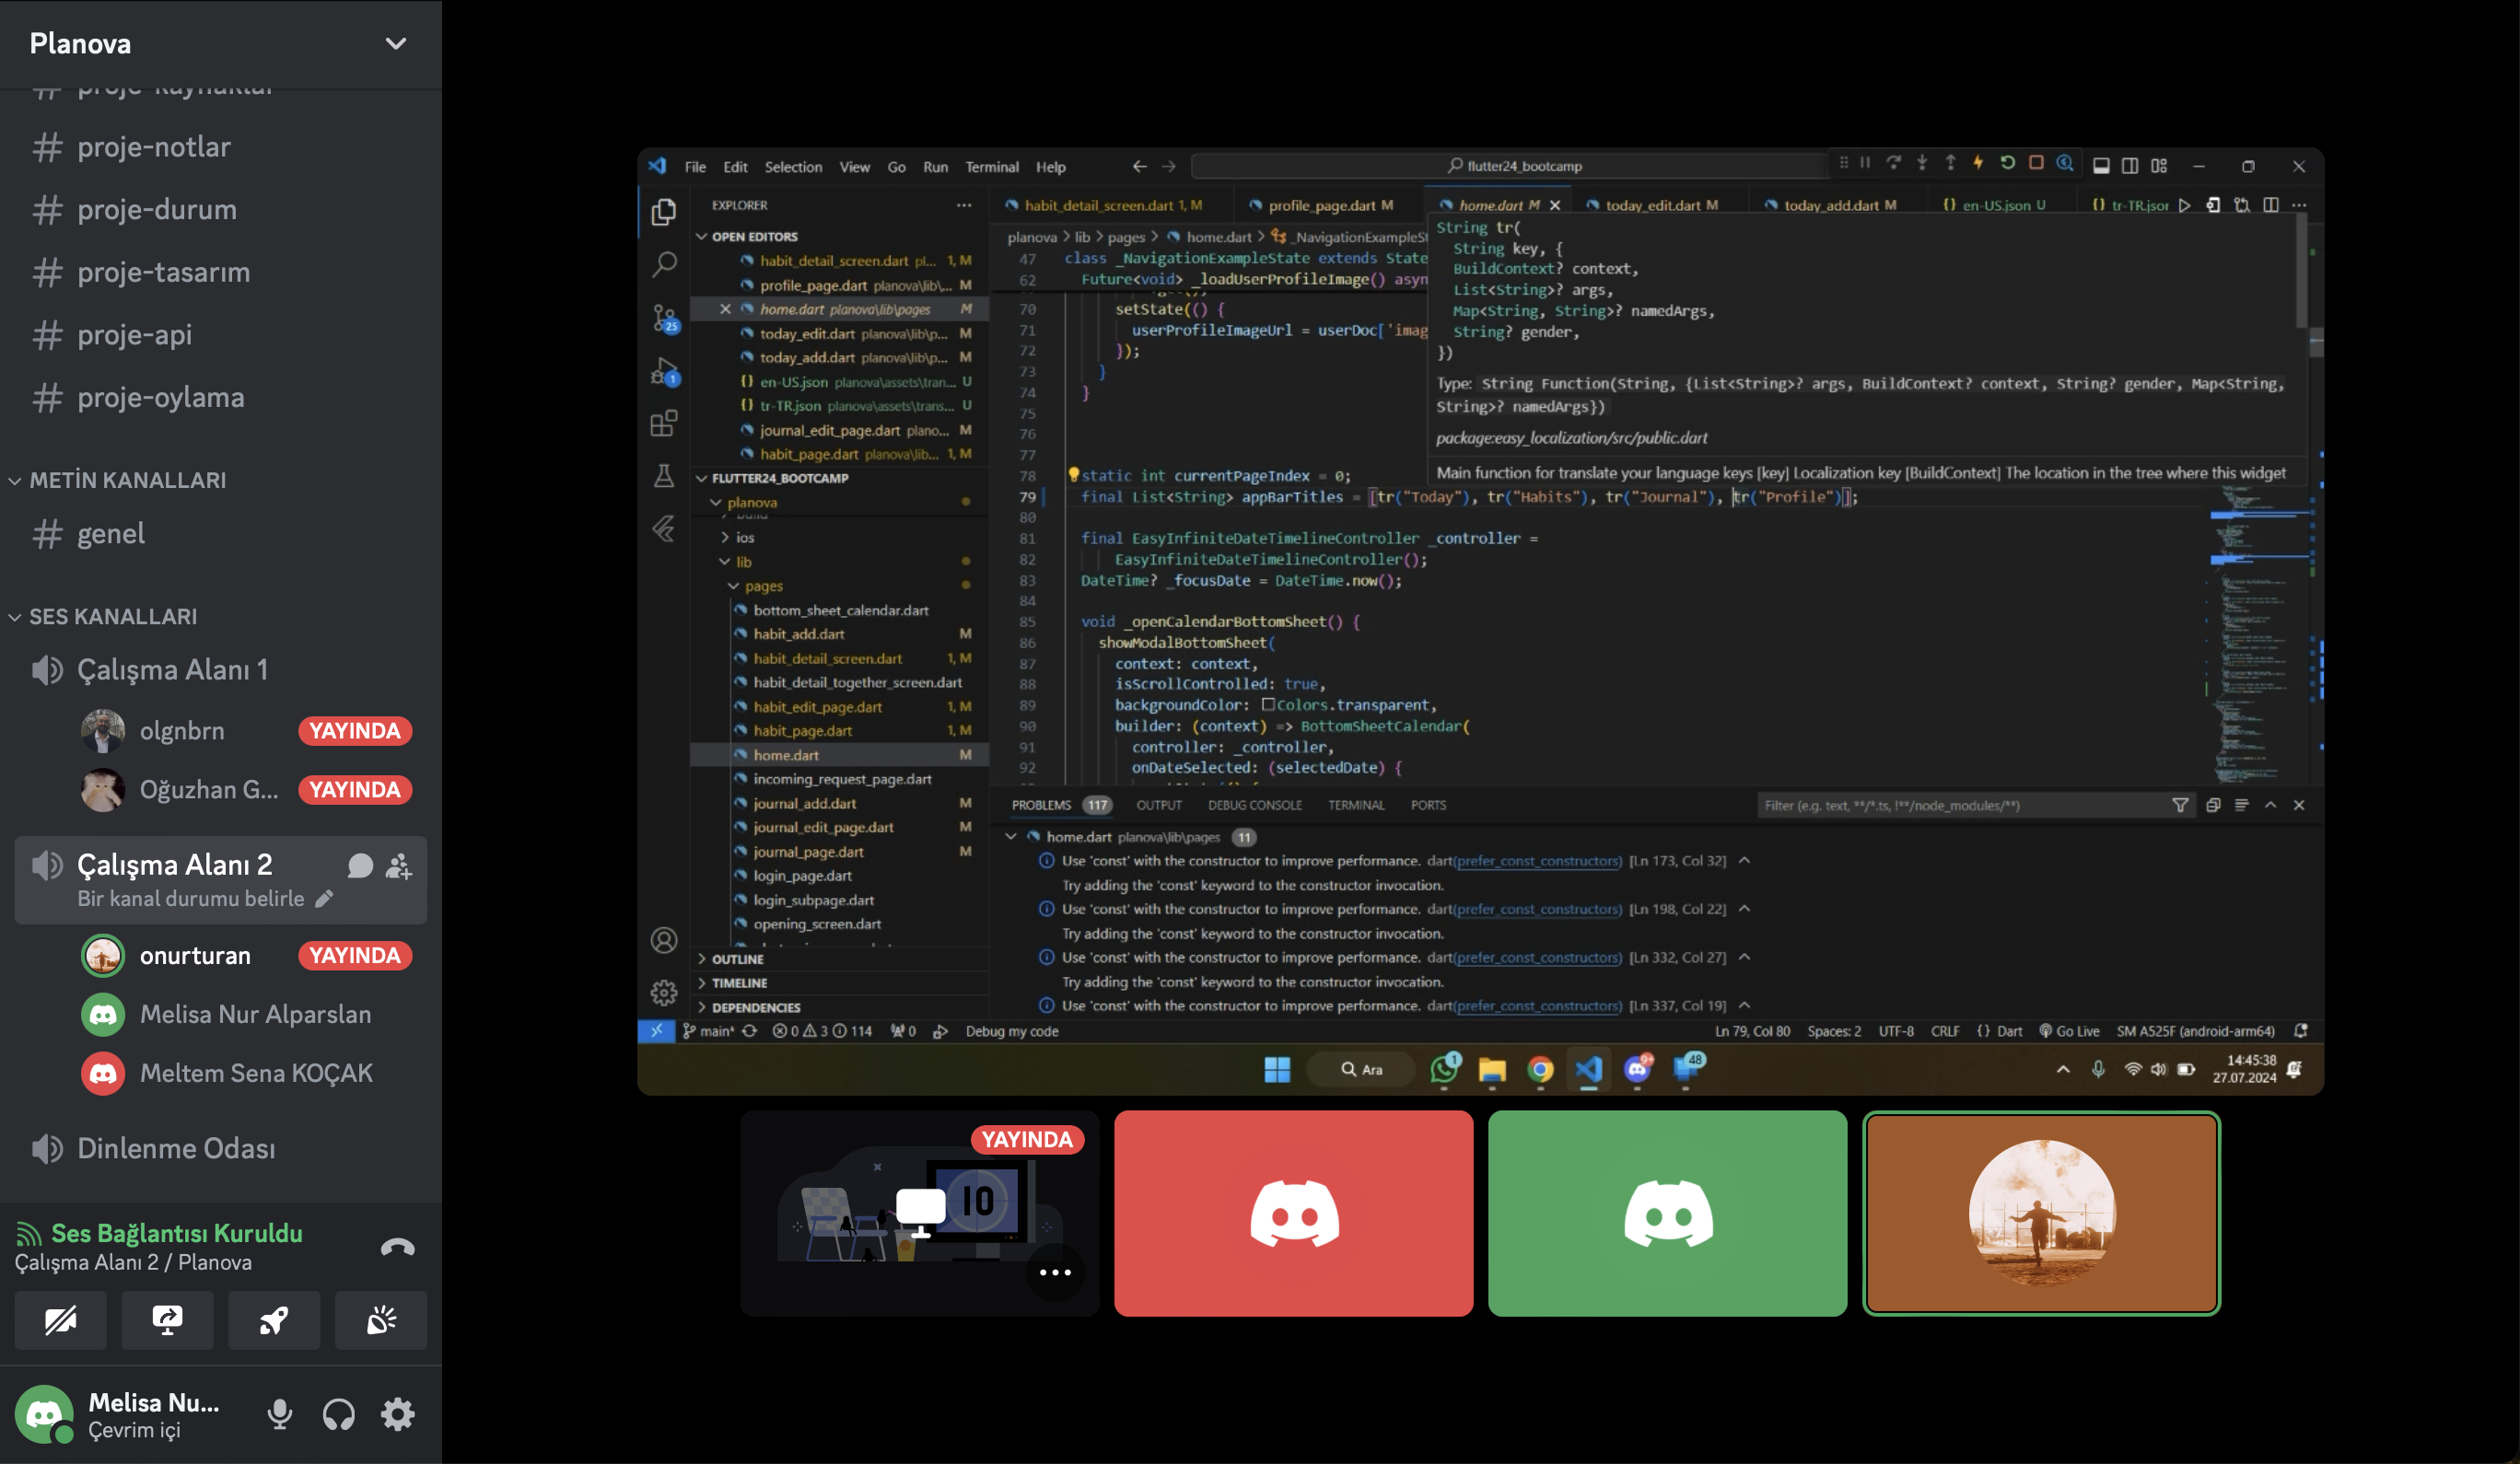 Planova
proje-kaynaklar
proje-notlar
proje-durum
proje-tasarım
proje-api
proje-oylama
METİN KANALLARI
genel
SES KANALLARI
Çalışma Alanı 1
olgnbrn YAYINDA
Oğuzhan G... YAYINDA
Çalışma Alanı 2
Bir kanal durumu belirle
onurturan YAYINDA
Melisa Nur Alparslan
Meltem Sena KOÇAK
Dinlenme Odası
Ses Bağlantısı Kuruldu
Çalışma Alanı 2 / Planova
Melisa Nu...
Çevrim içi
File Edit Selection View Go Run Terminal Help
flutter24_bootcamp
EXPLORER
OPEN EDITORS
habit_detail_screen.dart pl... 1, M
profile_page.dart planova\lib\... M
home.dart planova\lib\pages M
today_edit.dart planova\lib\p... M
today_add.dart planova\lib\p... M
{} en-US.json planova\assets\tran... U
{} tr-TR.json planova\assets\trans... U
journal_edit_page.dart plano... M
habit_page.dart planova\lib... 1, M
FLUTTER24_BOOTCAMP
planova
build
ios
lib
pages
bottom_sheet_calendar.dart
habit_add.dart M
habit_detail_screen.dart 1, M
habit_detail_together_screen.dart
habit_edit_page.dart 1, M
habit_page.dart 1, M
home.dart M
incoming_request_page.dart
journal_add.dart M
journal_edit_page.dart M
journal_page.dart M
login_page.dart
login_subpage.dart
opening_screen.dart
OUTLINE
TIMELINE
DEPENDENCIES
25
1
habit_detail_screen.dart 1, M profile_page.dart M home.dart M today_edit.dart M today_add.dart M {} en-US.json U {} tr-TR.jsor
planova > lib > pages > home.dart > _NavigationExampleSt
47 class _NavigationExampleState extends State
62 Future<void> _loadUserProfileImage() asyn
70 setState(() {
71 userProfileImageUrl = userDoc['imag
72 });
73 }
74 }
75
76
77
78 static int currentPageIndex = 0;
79 final List<String> appBarTitles = [tr("Today"), tr("Habits"), tr("Journal"), tr("Profile")];
80
81 final EasyInfiniteDateTimelineController _controller =
82 EasyInfiniteDateTimelineController();
83 DateTime? _focusDate = DateTime.now();
84
85 void _openCalendarBottomSheet() {
86 showModalBottomSheet(
87 context: context,
88 isScrollControlled: true,
89 backgroundColor: Colors.transparent,
90 builder: (context) => BottomSheetCalendar(
91 controller: _controller,
92 onDateSelected: (selectedDate) {
String tr(
String key, {
BuildContext? context,
List<String>? args,
Map<String, String>? namedArgs,
String? gender,
})
Type: String Function(String, {List<String>? args, BuildContext? context, String? gender, Map<String,
String>? namedArgs})
package:easy_localization/src/public.dart
Main function for translate your language keys [key] Localization key [BuildContext] The location in the tree where this widget
PROBLEMS 117 OUTPUT DEBUG CONSOLE TERMINAL PORTS
Filter (e.g. text, **/*.ts, !**/node_modules/**)
home.dart planova\lib\pages 11
Use 'const' with the constructor to improve performance. dart(prefer_const_constructors) [Ln 173, Col 32]
Try adding the 'const' keyword to the constructor invocation.
Use 'const' with the constructor to improve performance. dart(prefer_const_constructors) [Ln 198, Col 22]
Try adding the 'const' keyword to the constructor invocation.
Use 'const' with the constructor to improve performance. dart(prefer_const_constructors) [Ln 332, Col 27]
Try adding the 'const' keyword to the constructor invocation.
Use 'const' with the constructor to improve performance. dart(prefer_const_constructors) [Ln 337, Col 19]
main* 0 3 114 0 Debug my code
Ln 79, Col 80 Spaces: 2 UTF-8 CRLF {} Dart Go Live SM A525F (android-arm64)
Ara
1
9+
48
14:45:38
27.07.2024
YAYINDA
10